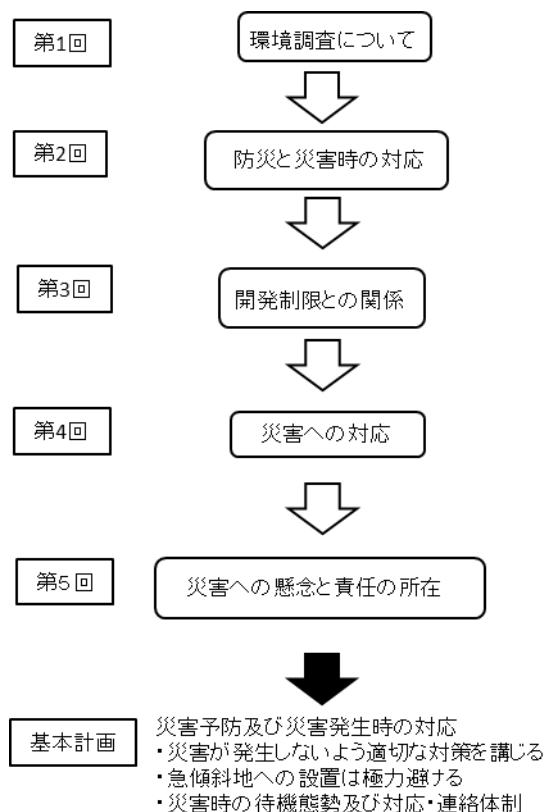 第1回
環境調査について
第2回
防災と災害時の対応
第3回
開発制限との関係
第4回
災害への対応
第5回
災害への懸念と責任の所在
基本計画
災害予防及び災害発生時の対応
・災害が発生しないよう適切な対策を講じる
・急傾斜地への設置は極力避ける
・災害時の待機態勢及び対応・連絡体制